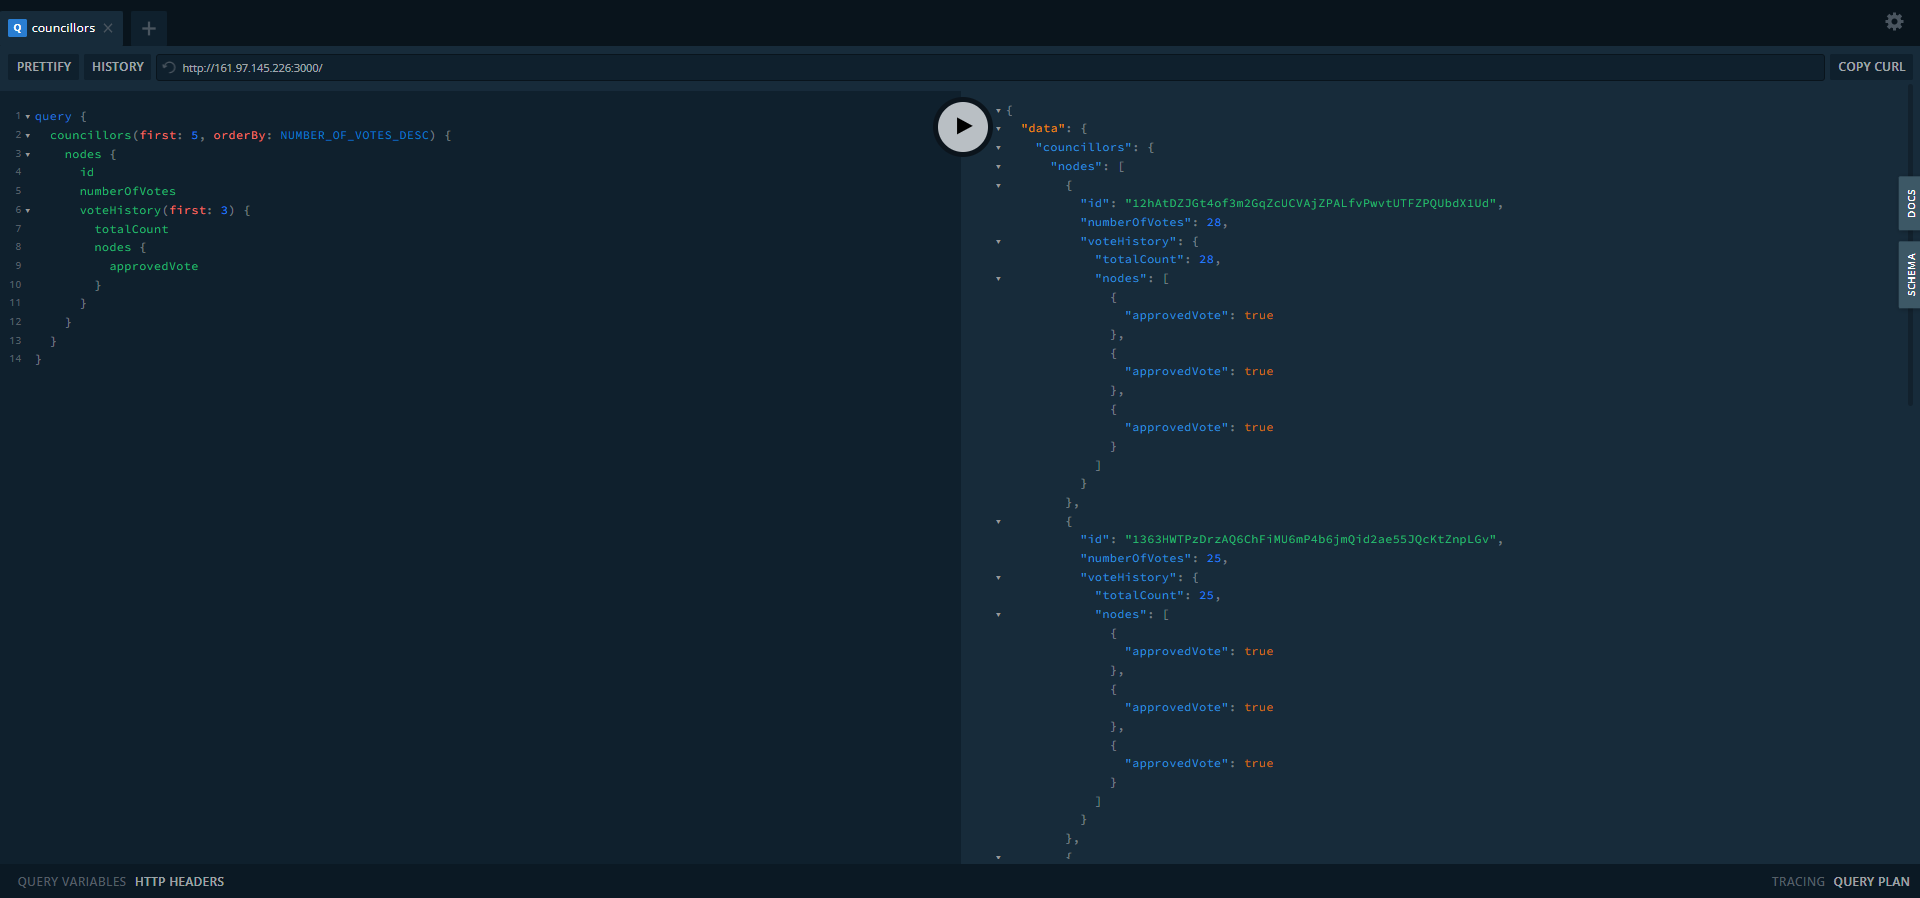 Q councillors
PRETTIFY HISTORY http://161.97.145.226:3000/ COPY CURL
1 query {
2 councillors(first: 5, orderBy: NUMBER_OF_VOTES_DESC) {
3 nodes {
4 id
5 numberOfVotes
6 voteHistory(first: 3) {
7 totalCount
8 nodes {
9 approvedVote
10 }
11 }
12 }
13 }
14 }
{
"data": {
"councillors": {
"nodes": [
{
"id": "12hAtDZJGt4of3m2GqZcUCVAjZPALfvPwvtUTFZPQUbdX1Ud",
"numberOfVotes": 28,
"voteHistory": {
"totalCount": 28,
"nodes": [
{
"approvedVote": true
},
{
"approvedVote": true
},
{
"approvedVote": true
}
]
}
},
{
"id": "1363HWTPzDrzAQ6ChFiMU6mP4b6jmQid2ae55JQcKtZnpLGv",
"numberOfVotes": 25,
"voteHistory": {
"totalCount": 25,
"nodes": [
{
"approvedVote": true
},
{
"approvedVote": true
},
{
"approvedVote": true
}
]
}
},
{
DOCS
SCHEMA
QUERY VARIABLES HTTP HEADERS
TRACING QUERY PLAN